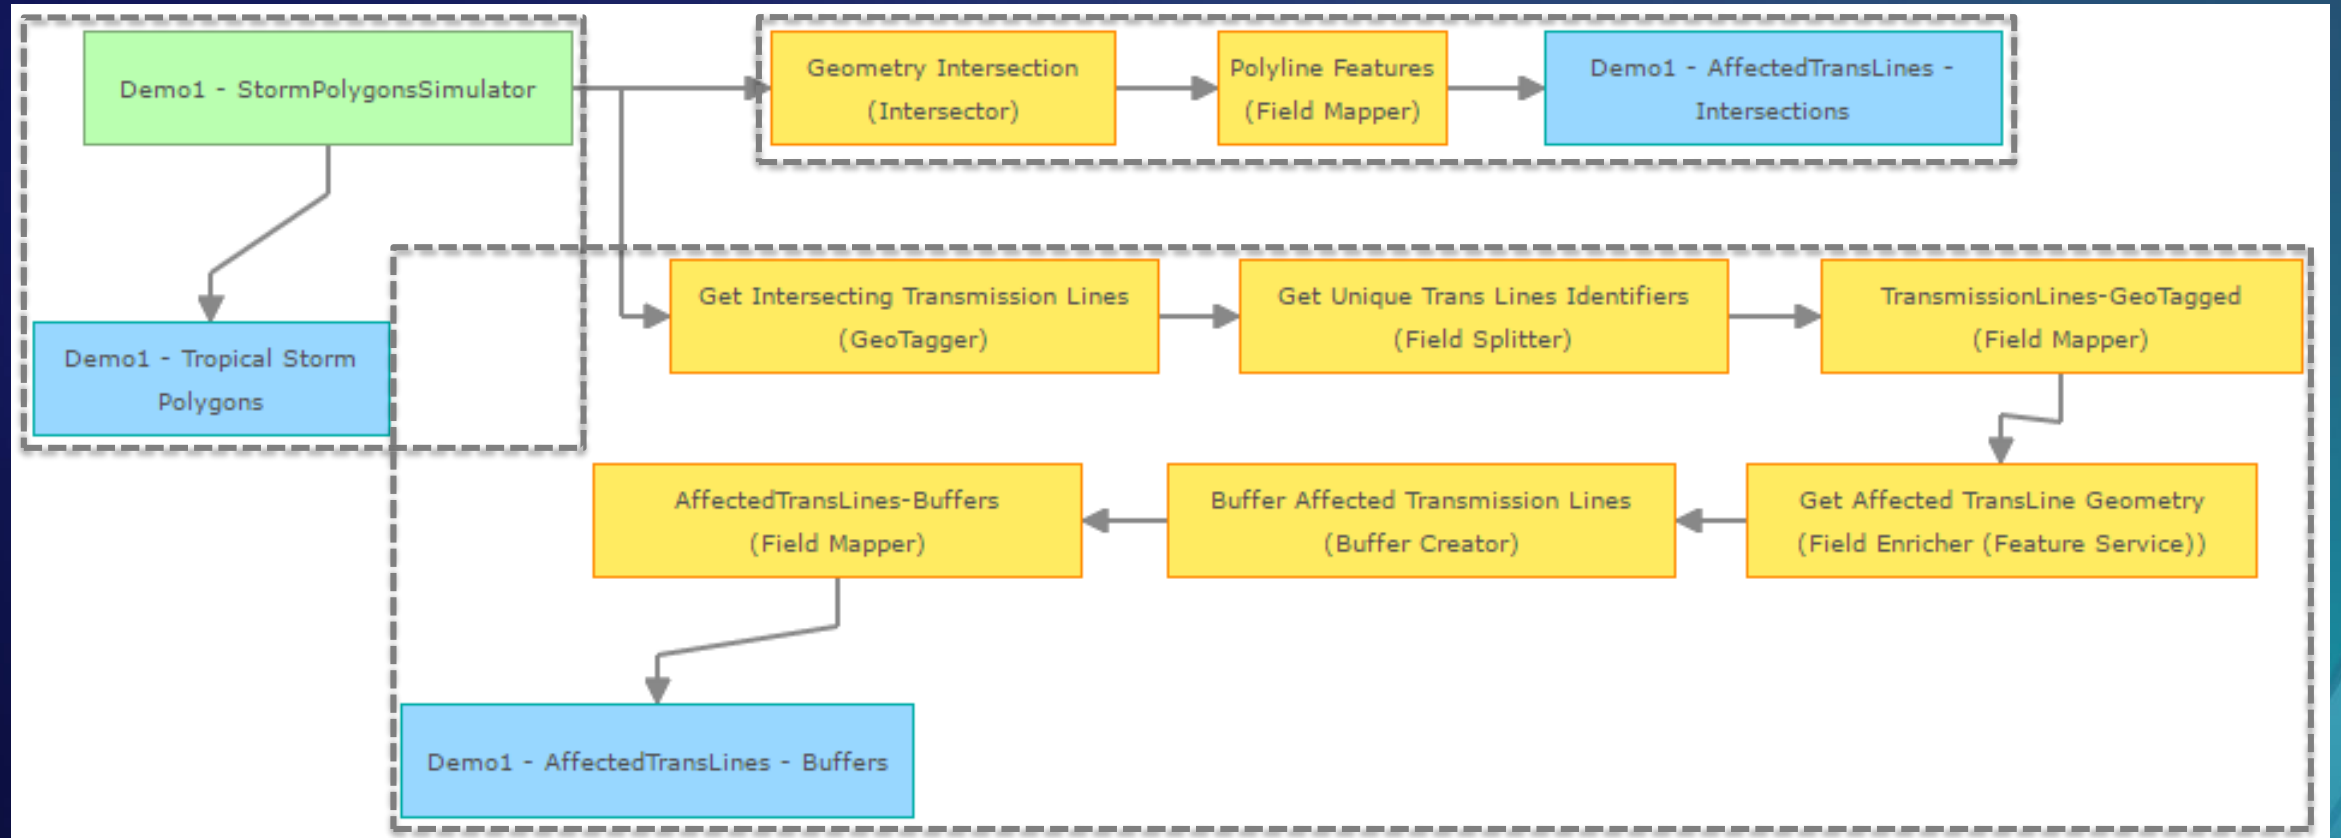 Demo1 - StormPolygonsSimulator
Geometry Intersection
(Intersector)
Polyline Features
(Field Mapper)
Demo1 - AffectedTransLines -
Intersections
Demo1 - Tropical Storm
Polygons
Get Intersecting Transmission Lines
(GeoTagger)
Get Unique Trans Lines Identifiers
(Field Splitter)
TransmissionLines-GeoTagged
(Field Mapper)
Get Affected TransLine Geometry
(Field Enricher (Feature Service))
Buffer Affected Transmission Lines
(Buffer Creator)
AffectedTransLines-Buffers
(Field Mapper)
Demo1 - AffectedTransLines - Buffers